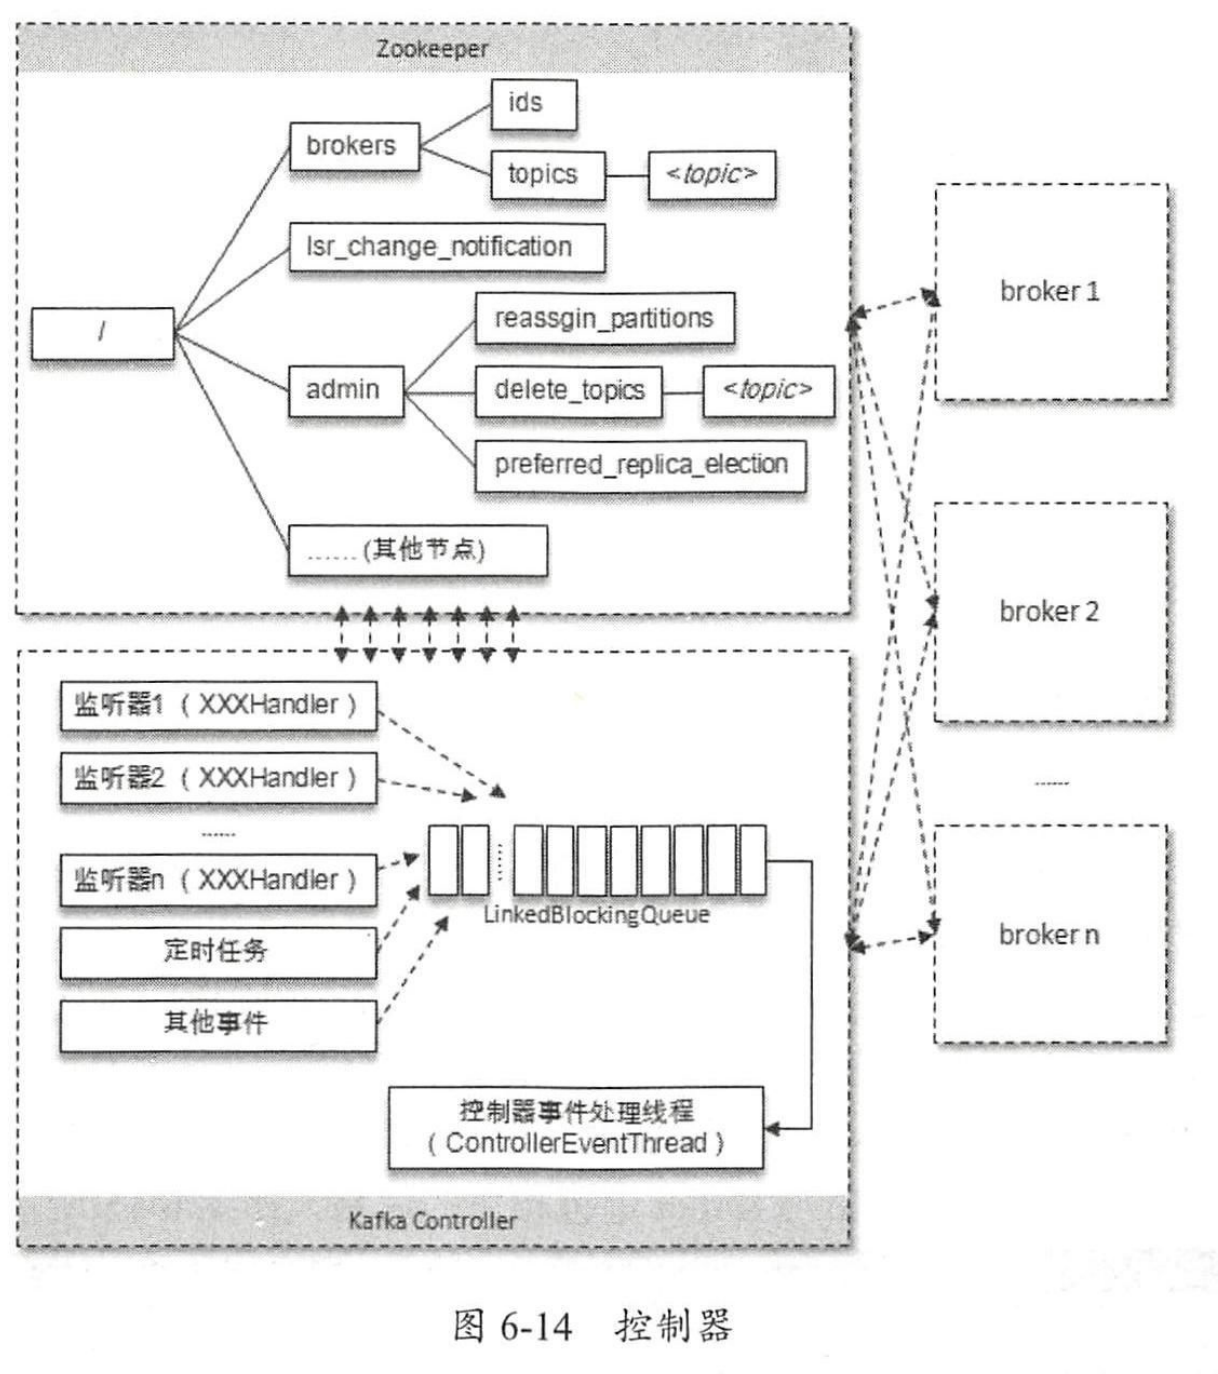 Zookeeper
ids
brokers
topics
<topic>
Isr_change_notification
reassgin_partitions
/
admin
delete_topics
<topic>
preferred_replica_election
...... (其他节点)
broker 1
broker 2
......
broker n
监听器1 ( XXXHandler )
监听器2 ( XXXHandler )
......
监听器n ( XXXHandler )
定时任务
其他事件
LinkedBlockingQueue
控制器事件处理线程
( ControllerEventThread )
Kafka Controller
图 6-14 控制器